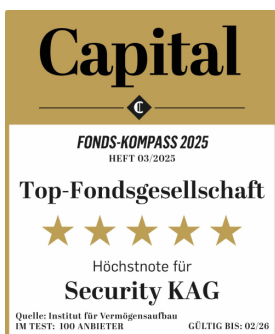 Capital
FONDS-KOMPASS 2025
HEFT 03/2025
Top-Fondsgesellschaft
Höchstnote für
Security KAG
Quelle: Institut für Vermögensaufbau
IM TEST: 100 ANBIETER GÜLTIG BIS: 02/26